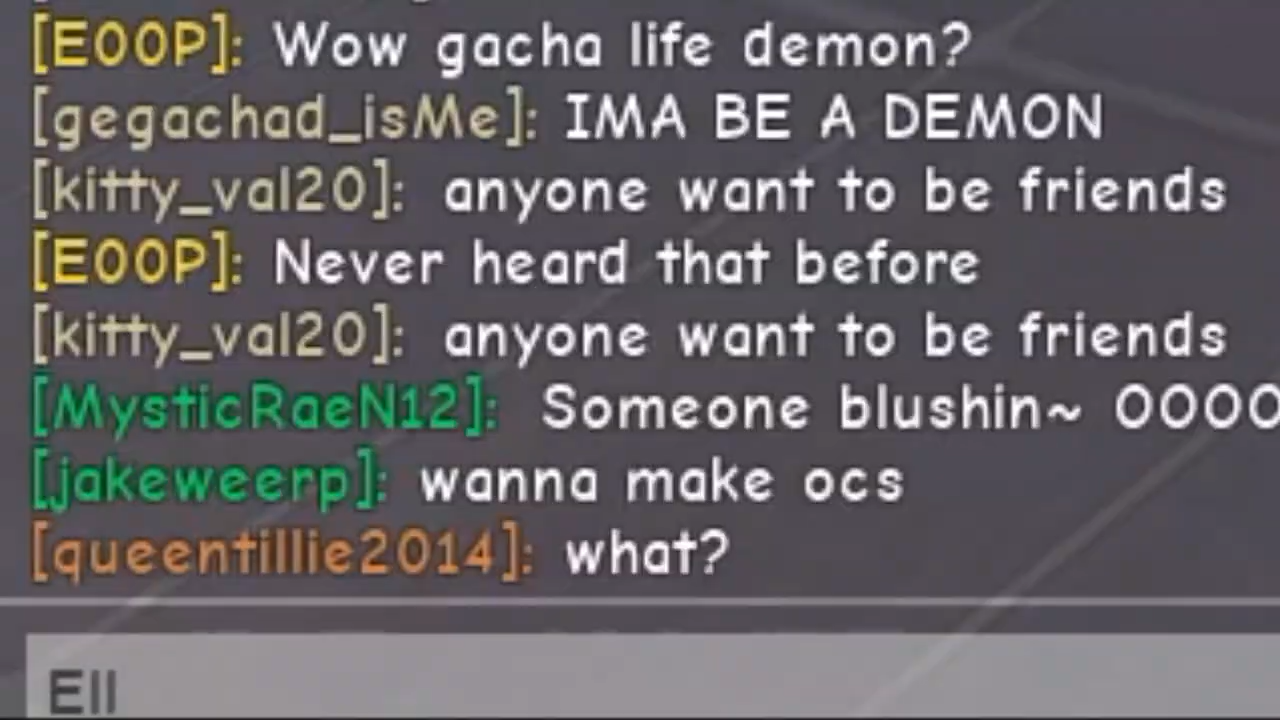 [E00P]: Wow gacha life demon?
[gegachad_isMe]: IMA BE A DEMON
[kitty_val20]: anyone want to be friends
[E00P]: Never heard that before
[kitty_val20]: anyone want to be friends
[MysticRaeN12]: Someone blushin~ OOOO
[jakeweerp]: wanna make ocs
[queentillie2014]: what?
Ell